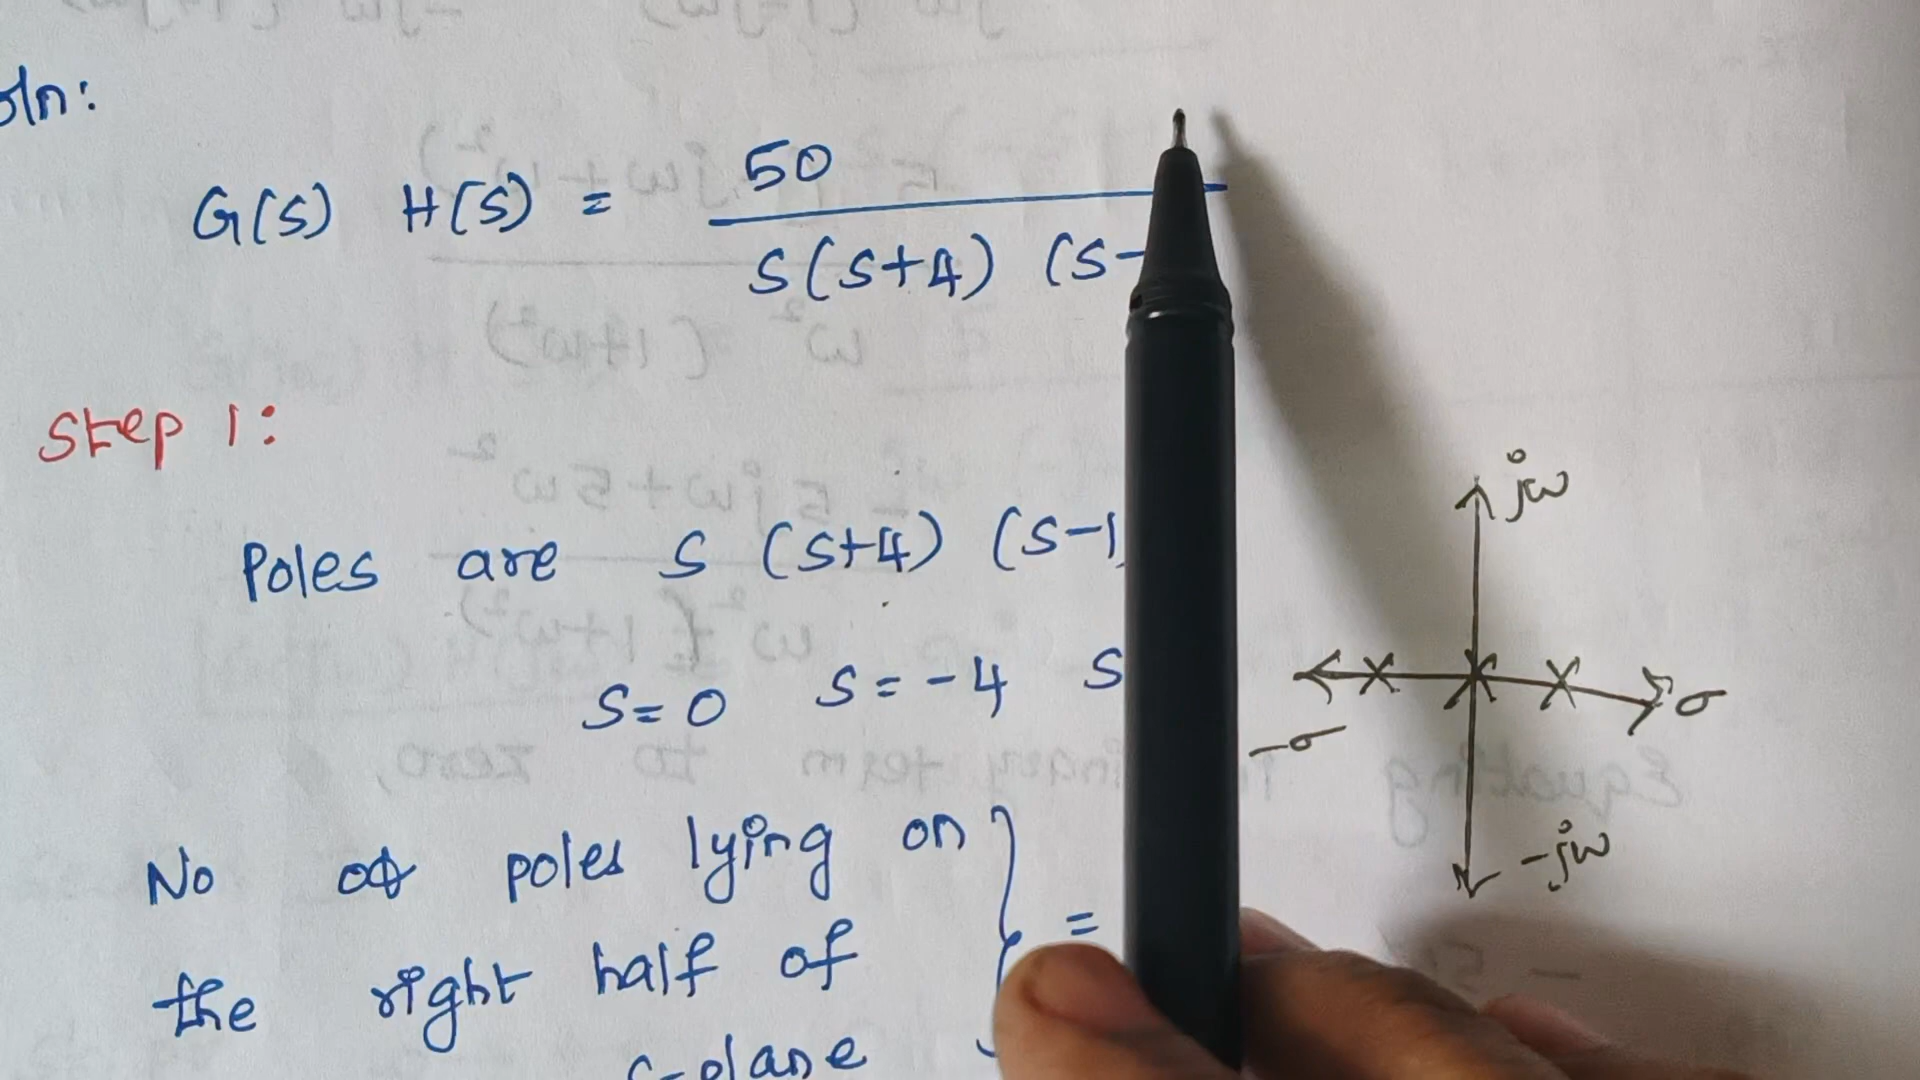 oln:
G(s) H(s) = 50
s(s+4) (s-
Step 1:
Poles are s (s+4) (s-1
s=0 s=-4 s
No of poles lying on
the right half of =
s-plane
jω
-σ σ
-jω